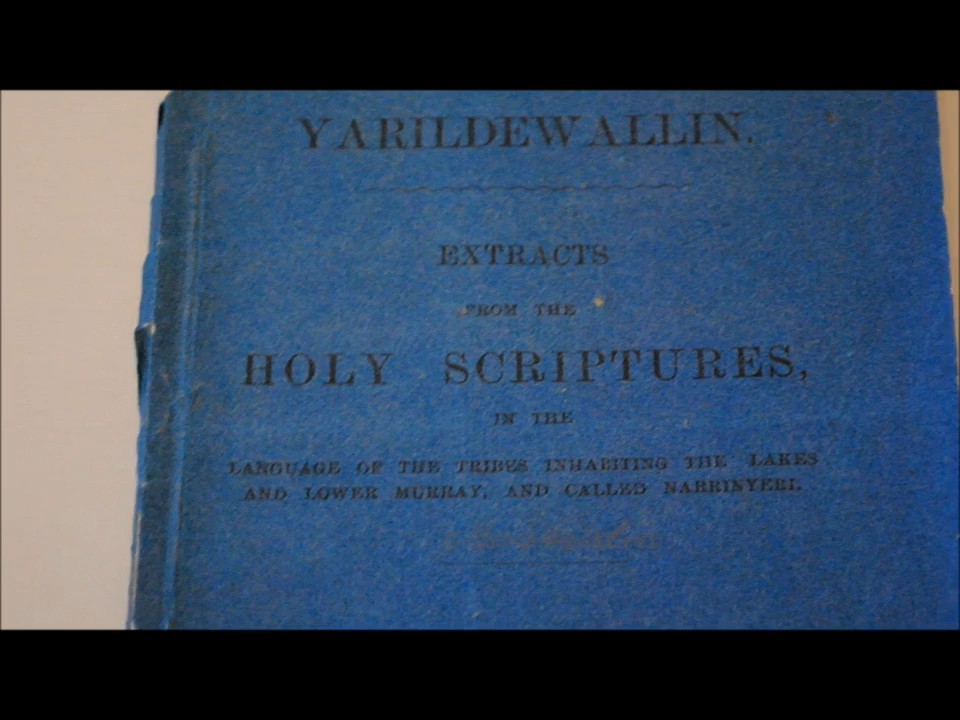 YARILDEWALLIN.
EXTRACTS
FROM THE
HOLY SCRIPTURES,
IN THE
LANGUAGE OF THE TRIBES INHABITING THE LAKES
AND LOWER MURRAY, AND CALLED NARRINYERI.